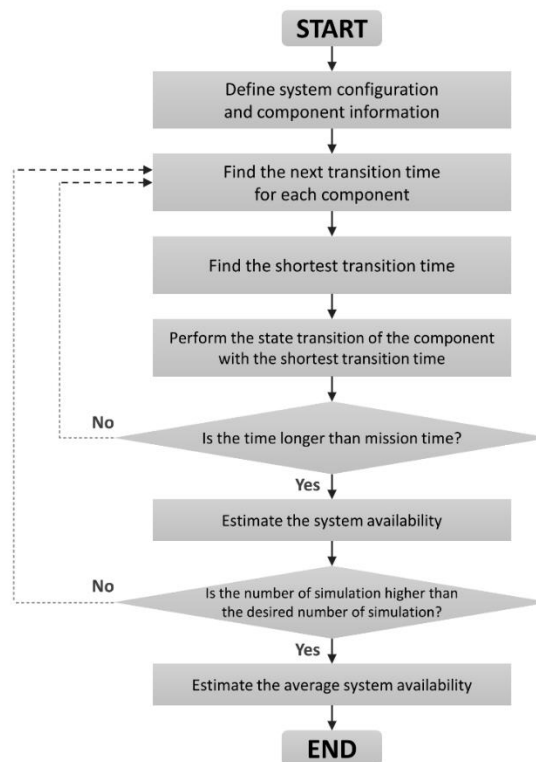 START
Define system configuration
and component information
Find the next transition time
for each component
Find the shortest transition time
Perform the state transition of the component
with the shortest transition time
No
Is the time longer than mission time?
Yes
Estimate the system availability
No
Is the number of simulation higher than
the desired number of simulation?
Yes
Estimate the average system availability
END